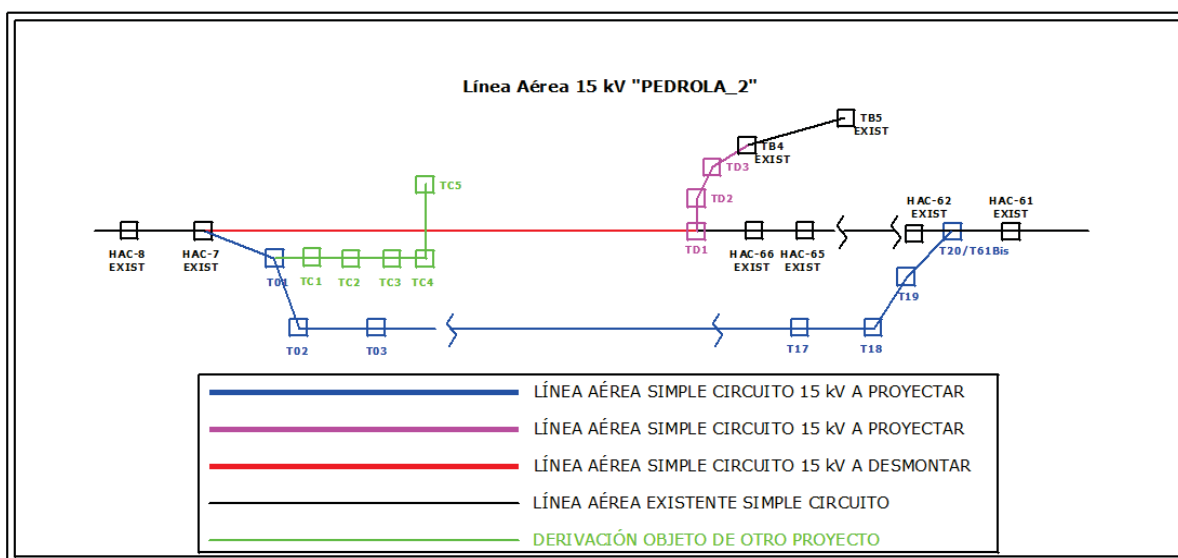 Línea Aérea 15 kV "PEDROLA_2"
TB5
EXIST
TB4
EXIST
TD3
TC5
TD2
HAC-62
EXIST
HAC-61
EXIST
HAC-8
EXIST
HAC-7
EXIST
TD1
HAC-66
EXIST
HAC-65
EXIST
T20/T61Bis
T01
TC1
TC2
TC3
TC4
T19
T02
T03
T17
T18
LÍNEA AÉREA SIMPLE CIRCUITO 15 kV A PROYECTAR
LÍNEA AÉREA SIMPLE CIRCUITO 15 kV A PROYECTAR
LÍNEA AÉREA SIMPLE CIRCUITO 15 kV A DESMONTAR
LÍNEA AÉREA EXISTENTE SIMPLE CIRCUITO
DERIVACIÓN OBJETO DE OTRO PROYECTO